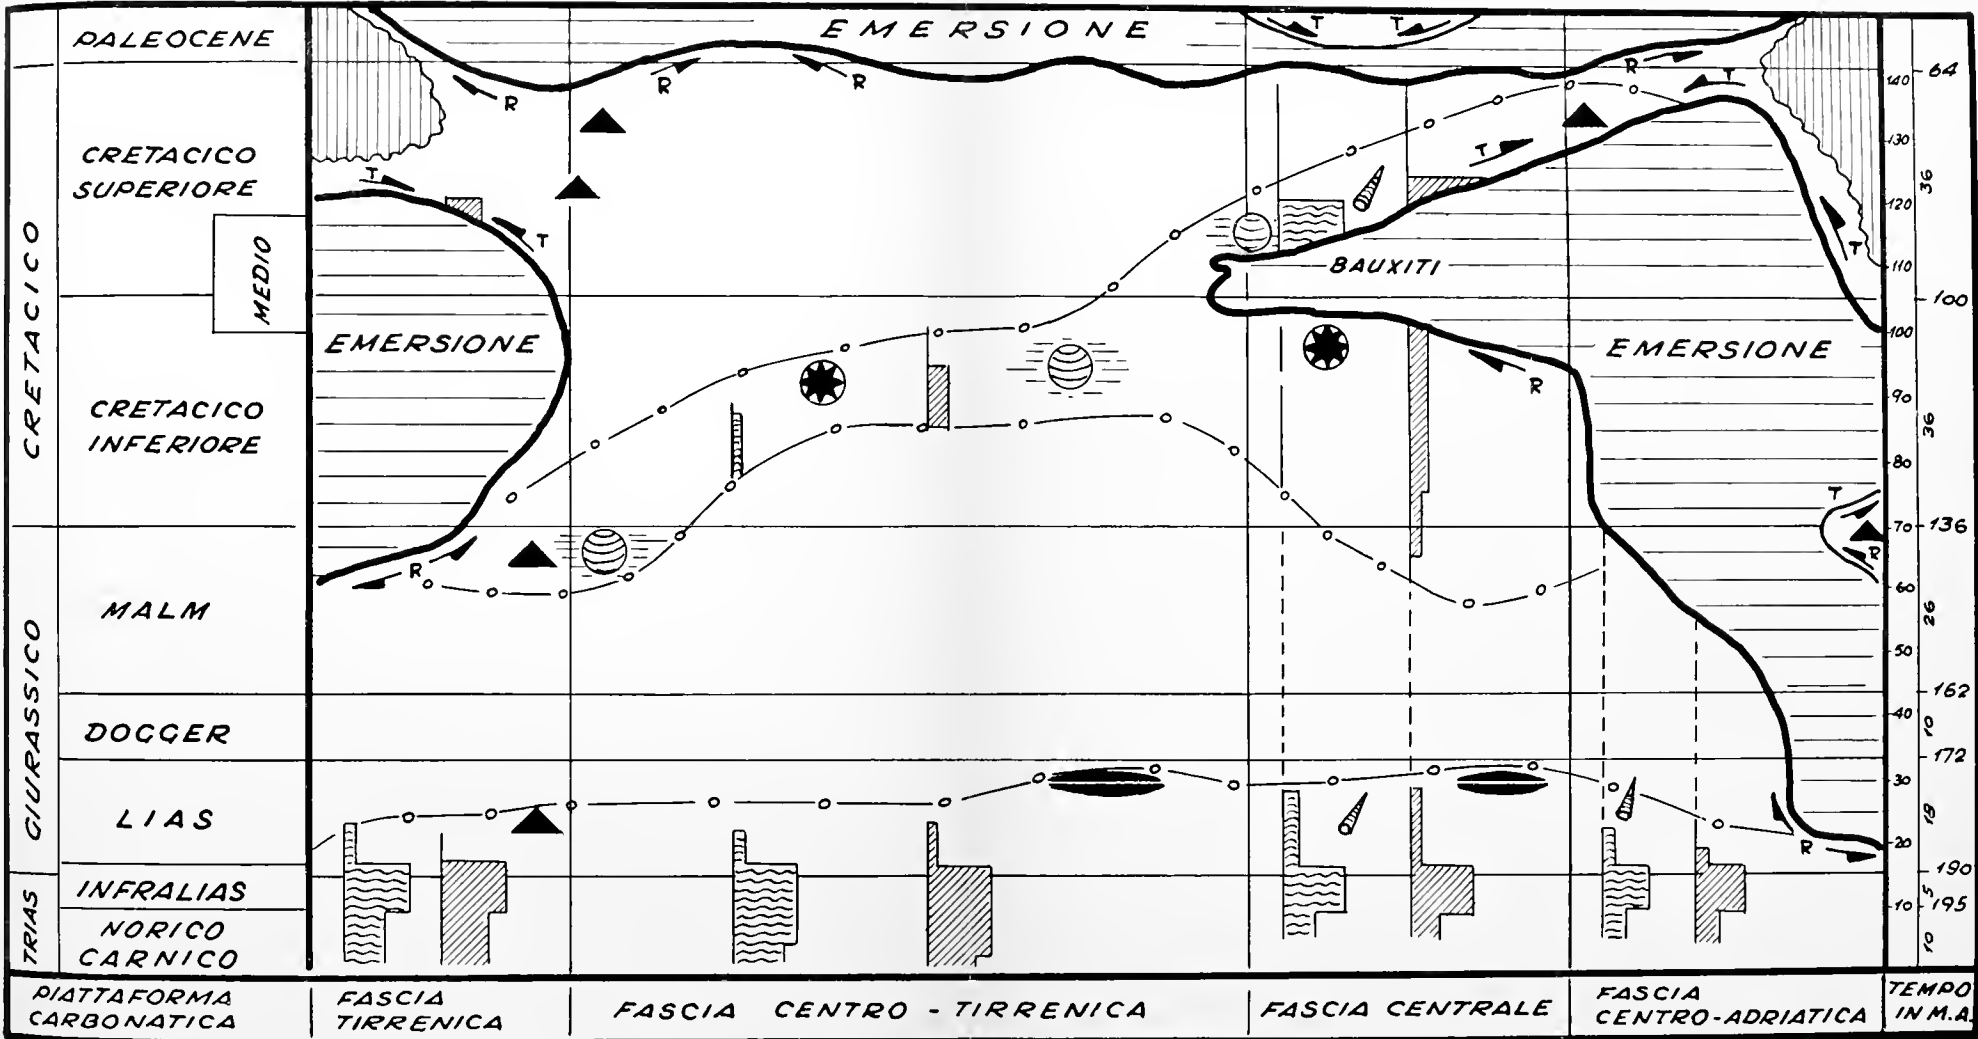 PALEOCENE
EMERSIONE
T
T
R
R
R
R
T
140
64
CRETACICO
SUPERIORE
130
T
T
36
120
T
T
CRETACICO
MEDIO
BAUXITI
110
100
100
EMERSIONE
EMERSIONE
R
90
CRETACICO
INFERIORE
36
80
T
70
136
R
R
60
MALM
26
50
GIURASSICO
162
40
10
DOGGER
172
30
LIAS
18
20
R
190
INFRALIAS
5
10
195
TRIAS
NORICO
CARNICO
10
PIATTAFORMA
CARBONATICA
FASCIA
TIRRENICA
FASCIA CENTRO-TIRRENICA
FASCIA CENTRALE
FASCIA
CENTRO-ADRIATICA
TEMPO
IN M.A.